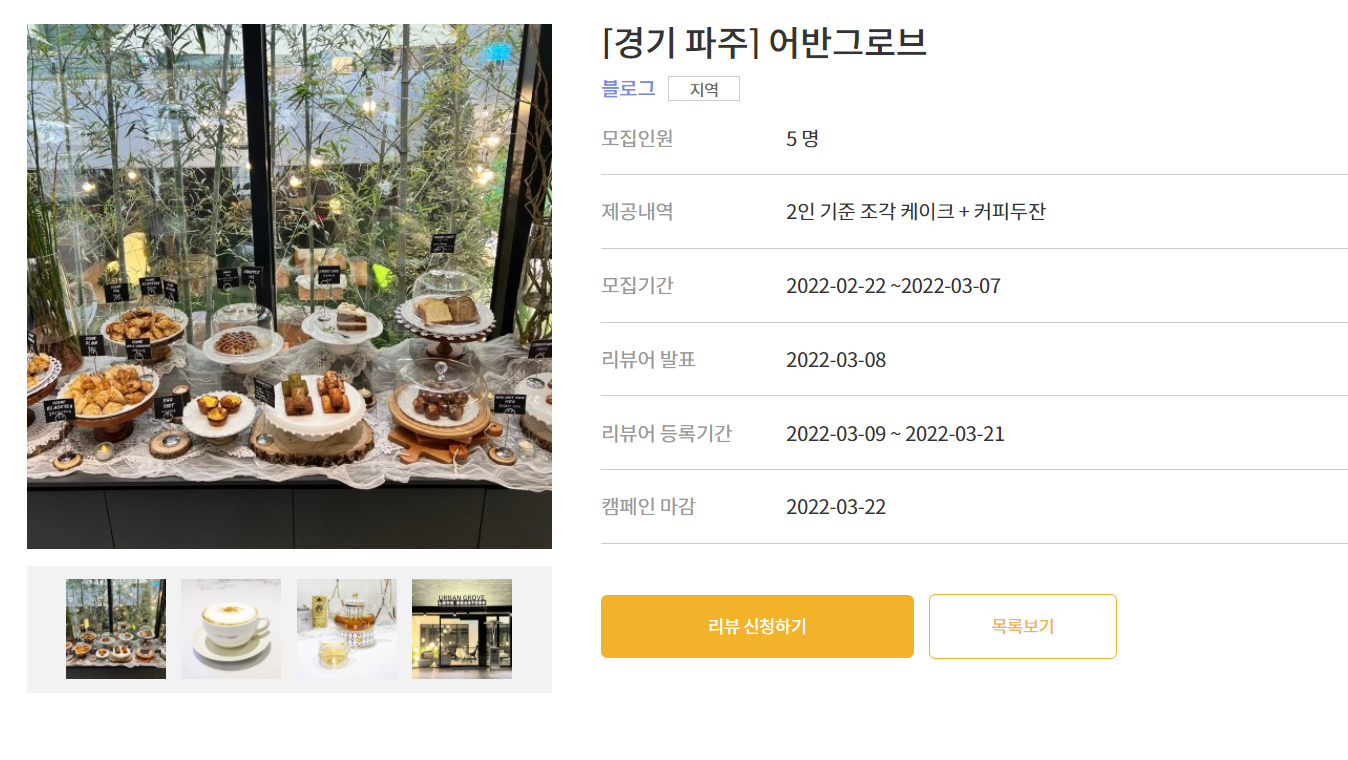 [경기 파주] 어반그로브
블로그 지역
모집인원 5 명
제공내역 2인 기준 조각 케이크 + 커피두잔
모집기간 2022-02-22 ~2022-03-07
리뷰어 발표 2022-03-08
리뷰어 등록기간 2022-03-09 ~ 2022-03-21
캠페인 마감 2022-03-22
리뷰 신청하기 목록보기
EGG
TART
URBAN GROVE